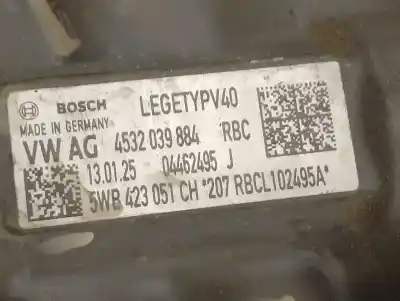 BOSCH LEGETYPV40
MADE IN GERMANY
VW AG 4532 039 884 RBC
13.01.25 04462495 J
5WB 423 051 CH *207 RBCL102495A*